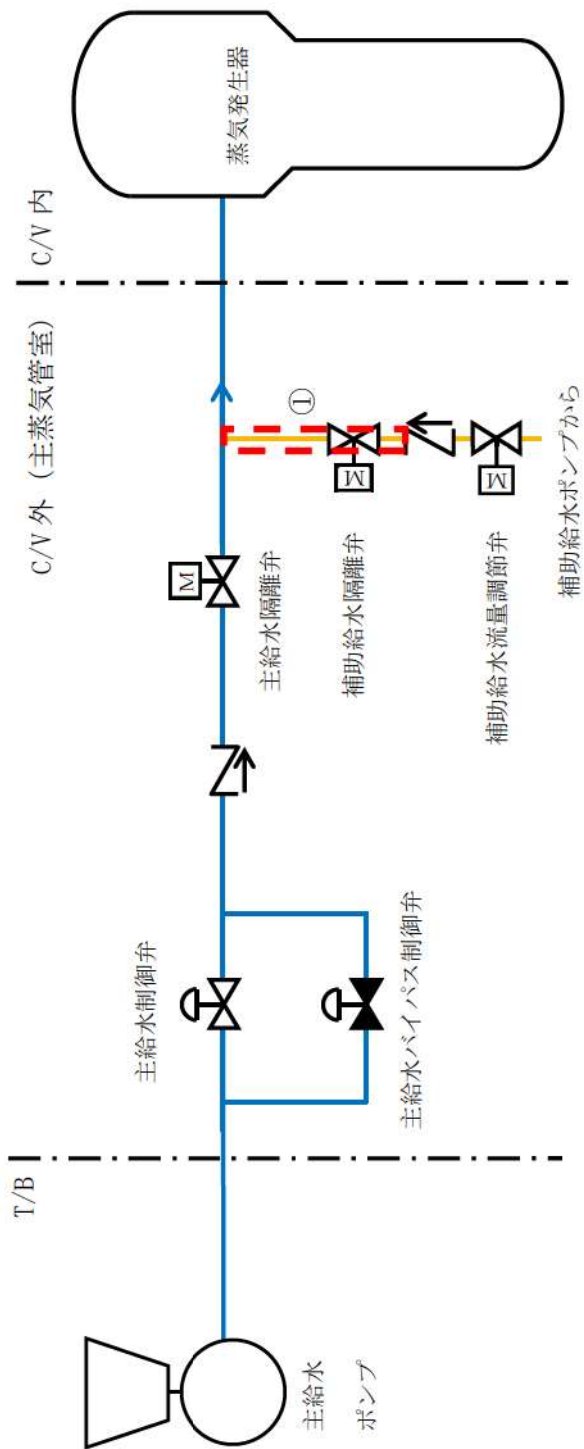 T/B
C/V 外 (主蒸気管室)
C/V 内
主給水
ポンプ
主給水制御弁
主給水バイパス制御弁
M
主給水隔離弁
①
M
補助給水隔離弁
M
補助給水流量調節弁
補助給水ポンプから
蒸気発生器